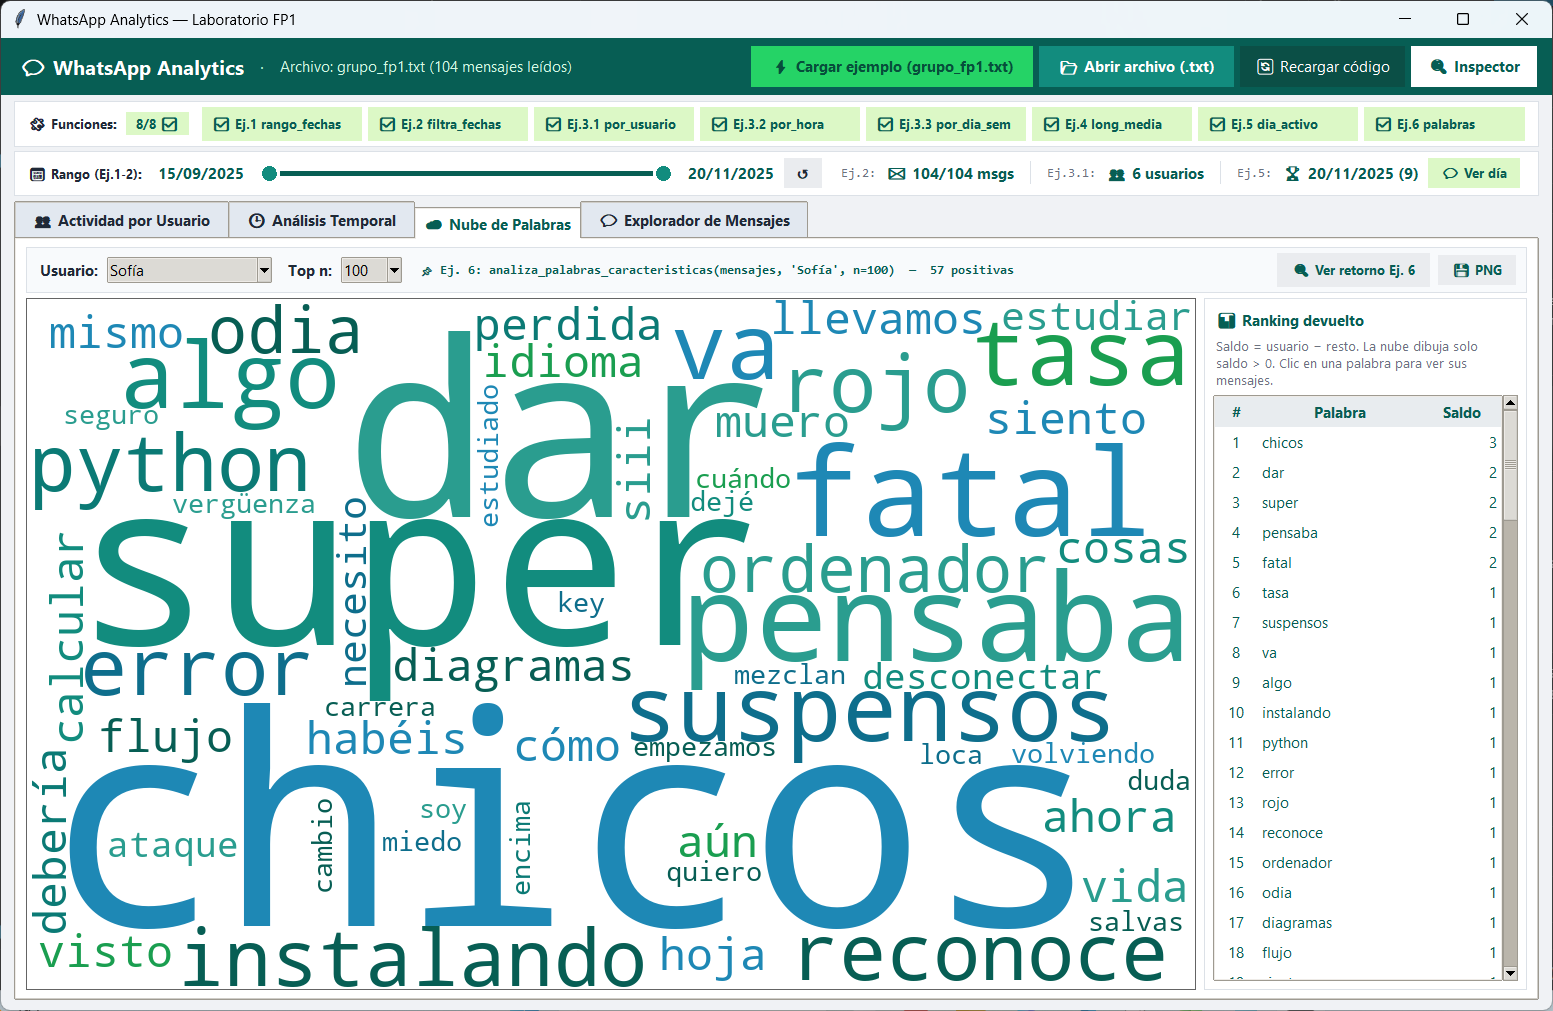 WhatsApp Analytics — Laboratorio FP1
WhatsApp Analytics · Archivo: grupo_fp1.txt (104 mensajes leídos)
Cargar ejemplo (grupo_fp1.txt)
Abrir archivo (.txt)
Recargar código
Inspector
Funciones: 8/8
Ej.1 rango_fechas
Ej.2 filtra_fechas
Ej.3.1 por_usuario
Ej.3.2 por_hora
Ej.3.3 por_dia_sem
Ej.4 long_media
Ej.5 dia_activo
Ej.6 palabras
Rango (Ej.1-2): 15/09/2025
20/11/2025
↺
Ej.2: 104/104 msgs
Ej.3.1: 6 usuarios
Ej.5: 20/11/2025 (9)
Ver día
Actividad por Usuario
Análisis Temporal
Nube de Palabras
Explorador de Mensajes
Usuario: Sofía
Top n: 100
Ej. 6: analiza_palabras_caracteristicas(mensajes, 'Sofía', n=100) — 57 positivas
Ver retorno Ej. 6
PNG
mismo
odia
perdida
va
llevamos
estudiar
algo
dar
idioma
rojo
tasa
seguro
estudiado
siii
muero
siento
python
vergüenza
cuándo
dejé
fatal
super
necesito
key
ordenador
cosas
pensaba
calcular
error
diagramas
mezclan
desconectar
carrera
suspensos
flujo
habéis
cómo
empezamos
loca
volviendo
duda
debería
chicos
ataque
cambio
soy
miedo
encima
aún
quiero
ahora
vida
salvas
visto
instalando
hoja
reconoce
Ranking devuelto
Saldo = usuario − resto. La nube dibuja solo
saldo > 0. Clic en una palabra para ver sus
mensajes.
# Palabra Saldo
1 chicos 3
2 dar 2
3 super 2
4 pensaba 2
5 fatal 2
6 tasa 1
7 suspensos 1
8 va 1
9 algo 1
10 instalando 1
11 python 1
12 error 1
13 rojo 1
14 reconoce 1
15 ordenador 1
16 odia 1
17 diagramas 1
18 flujo 1